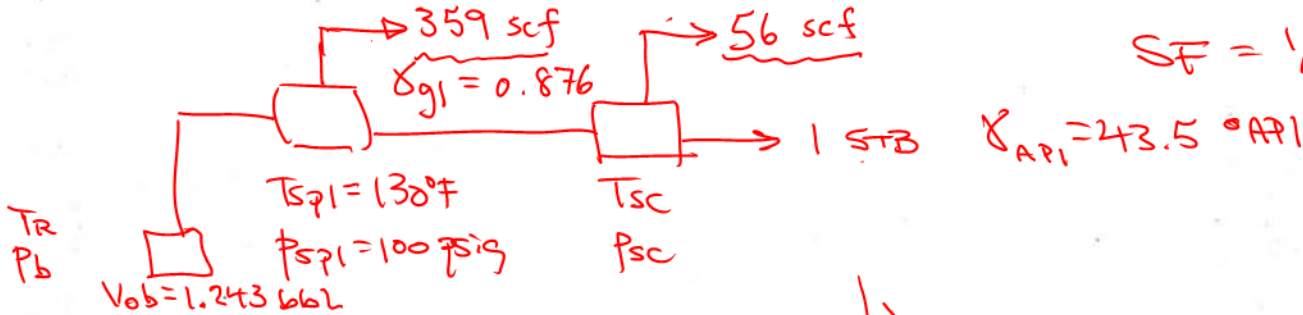 359 scf
56 scf
SF =
γg1 = 0.876
1 STB
γAPI = 43.5 °API
Tsp1 = 130°F
Tsc
TR
Psp1 = 100 psig
Psc
Pb
Vob = 1.243 bbl